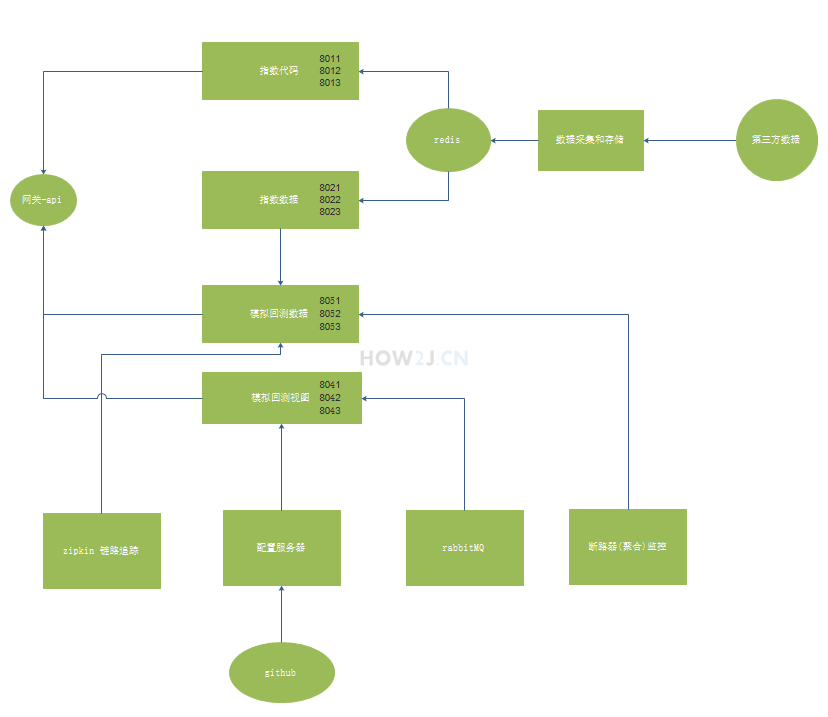 指数代码
8011
8012
8013
redis
数据采集和存储
第三方数据
网关-api
指数数据
8021
8022
8023
模拟回测数据
8051
8052
8053
HOW2J.CN
模拟回测视图
8041
8042
8043
zipkin 链路追踪
配置服务器
rabbitMQ
断路器(聚合)监控
github